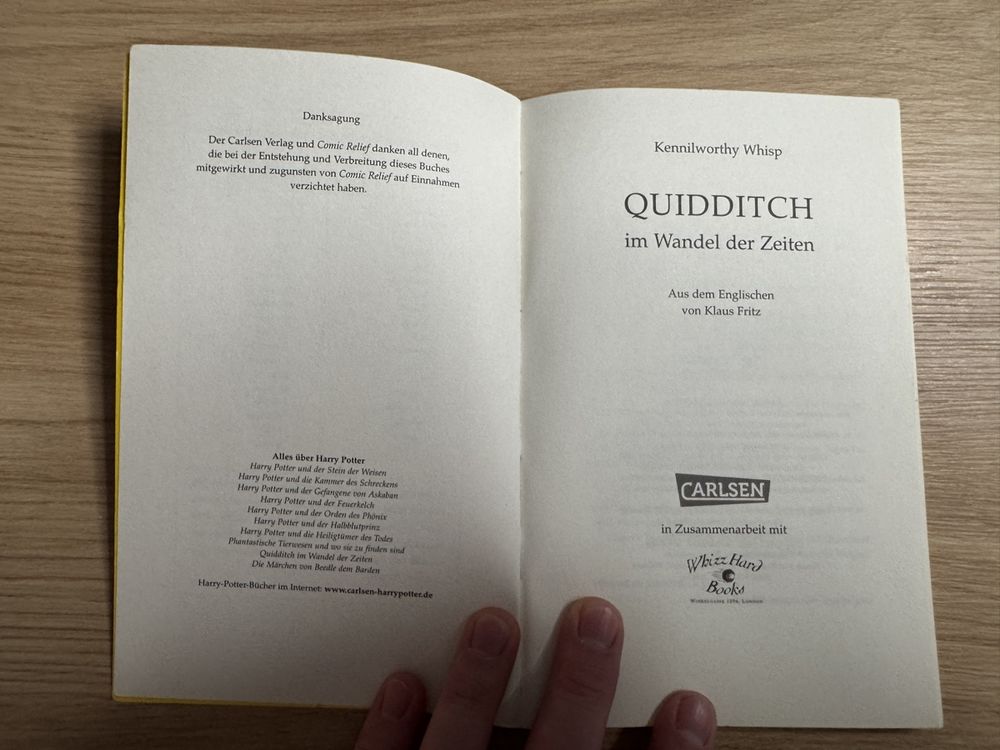 Danksagung
Der Carlsen Verlag und Comic Relief danken all denen,
die bei der Entstehung und Verbreitung dieses Buches
mitgewirkt und zugunsten von Comic Relief auf Einnahmen
verzichtet haben.
Alles über Harry Potter
Harry Potter und der Stein der Weisen
Harry Potter und die Kammer des Schreckens
Harry Potter und der Gefangene von Askaban
Harry Potter und der Feuerkelch
Harry Potter und der Orden des Phönix
Harry Potter und der Halbblutprinz
Harry Potter und die Heiligtümer des Todes
Phantastische Tierwesen und wo sie zu finden sind
Quidditch im Wandel der Zeiten
Die Märchen von Beedle dem Barden
Harry-Potter-Bücher im Internet: www.carlsen-harrypotter.de
Kennilworthy Whisp
QUIDDITCH
im Wandel der Zeiten
Aus dem Englischen
von Klaus Fritz
CARLSEN
in Zusammenarbeit mit
Whizz Hard
Books
Winkelgasse 129a, London